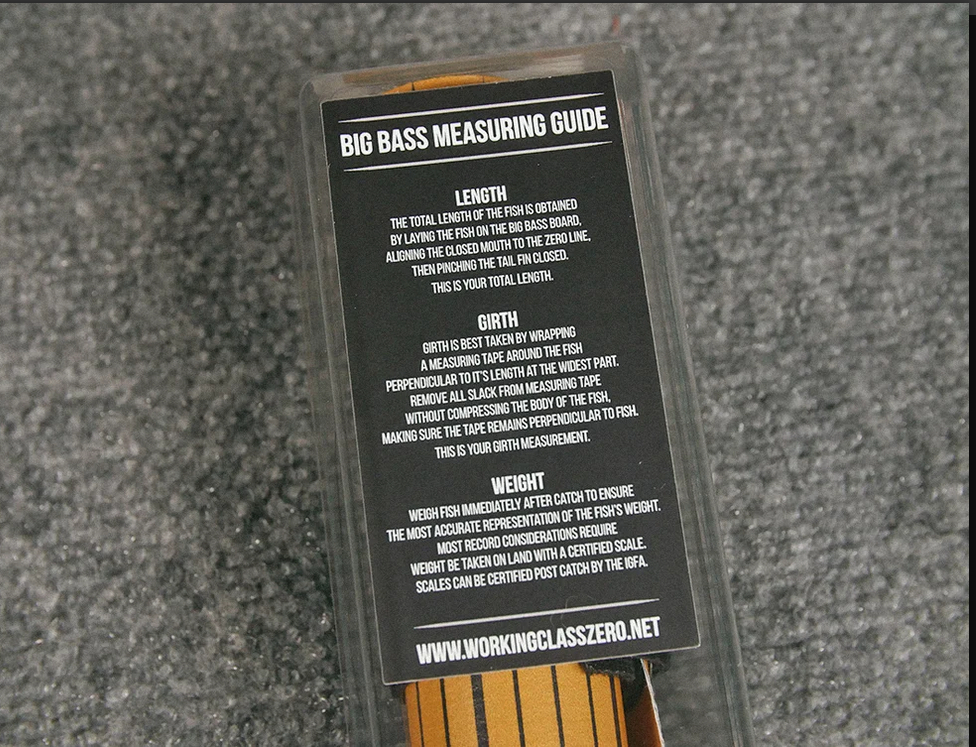 BIG BASS MEASURING GUIDE
LENGTH
THE TOTAL LENGTH OF THE FISH IS OBTAINED
BY LAYING THE FISH ON THE BIG BASS BOARD,
ALIGNING THE CLOSED MOUTH TO THE ZERO LINE,
THEN PINCHING THE TAIL FIN CLOSED.
THIS IS YOUR TOTAL LENGTH.
GIRTH
GIRTH IS BEST TAKEN BY WRAPPING
A MEASURING TAPE AROUND THE FISH
PERPENDICULAR TO IT'S LENGTH AT THE WIDEST PART.
REMOVE ALL SLACK FROM MEASURING TAPE
WITHOUT COMPRESSING THE BODY OF THE FISH,
MAKING SURE THE TAPE REMAINS PERPENDICULAR TO FISH.
THIS IS YOUR GIRTH MEASUREMENT.
WEIGHT
WEIGH FISH IMMEDIATELY AFTER CATCH TO ENSURE
THE MOST ACCURATE REPRESENTATION OF THE FISH'S WEIGHT.
MOST RECORD CONSIDERATIONS REQUIRE
WEIGHT BE TAKEN ON LAND WITH A CERTIFIED SCALE.
SCALES CAN BE CERTIFIED POST CATCH BY THE IGFA.
WWW.WORKINGCLASSZERO.NET